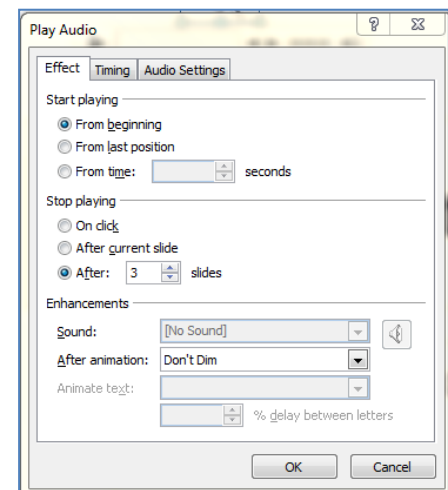 Play Audio
Effect Timing Audio Settings
Start playing
From beginning
From last position
From time: seconds
Stop playing
On click
After current slide
After: 3 slides
Enhancements
Sound: [No Sound]
After animation: Don't Dim
Animate text:
% delay between letters
OK Cancel